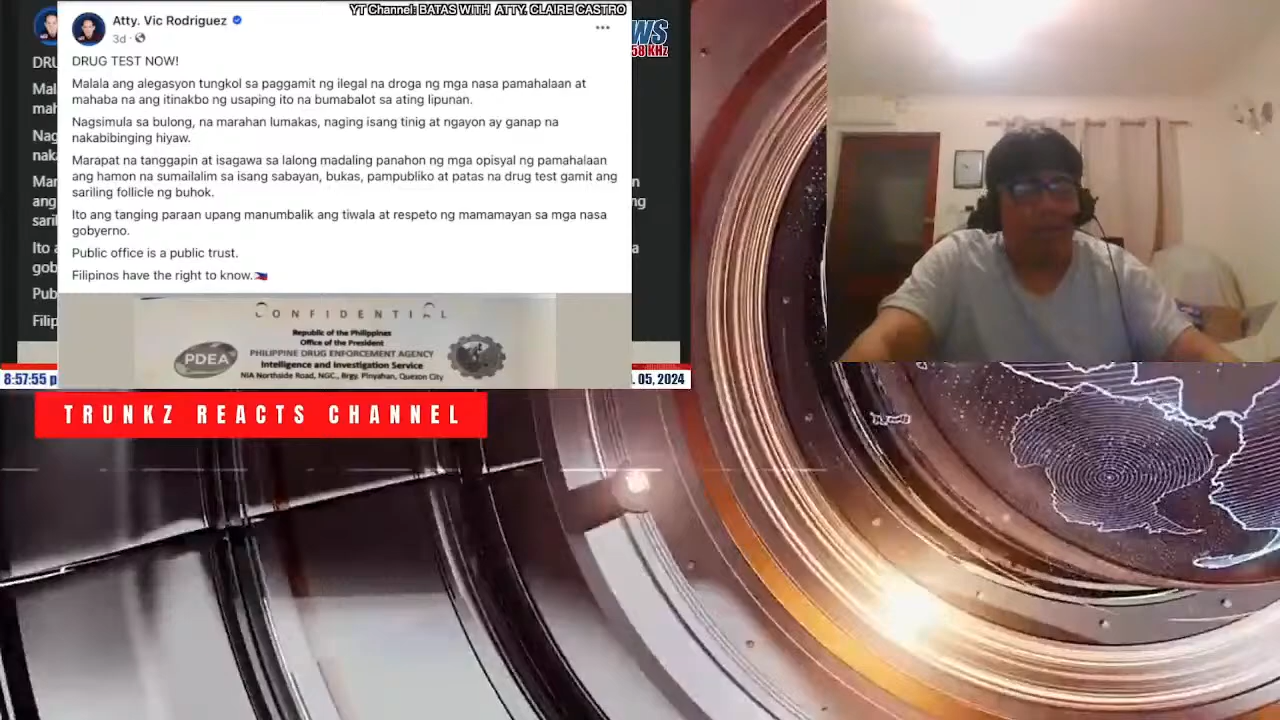 YT Channel: BATAS WITH ATTY. CLAIRE CASTRO
Atty. Vic Rodriguez
3d
DRUG TEST NOW!
Malala ang alegasyon tungkol sa paggamit ng ilegal na droga ng mga nasa pamahalaan at
mahaba na ang itinakbo ng usaping ito na bumabalot sa ating lipunan.
Nagsimula sa bulong, na marahan lumakas, naging isang tinig at ngayon ay ganap na
nakabibinging hiyaw.
Marapat na tanggapin at isagawa sa lalong madaling panahon ng mga opisyal ng pamahalaan
ang hamon na sumailalim sa isang sabayan, bukas, pampubliko at patas na drug test gamit ang
sariling follicle ng buhok.
Ito ang tanging paraan upang manumbalik ang tiwala at respeto ng mamamayan sa mga nasa
gobyerno.
Public office is a public trust.
Filipinos have the right to know.🇵🇭
CONFIDENTIAL
Republic of the Philippines
Office of the President
PDEA
PHILIPPINE DRUG ENFORCEMENT AGENCY
Intelligence and Investigation Service
NIA Northside Road, NGC., Brgy. Pinyahan, Quezon City
8:57:55 p
. 05, 2024
TRUNKZ REACTS CHANNEL